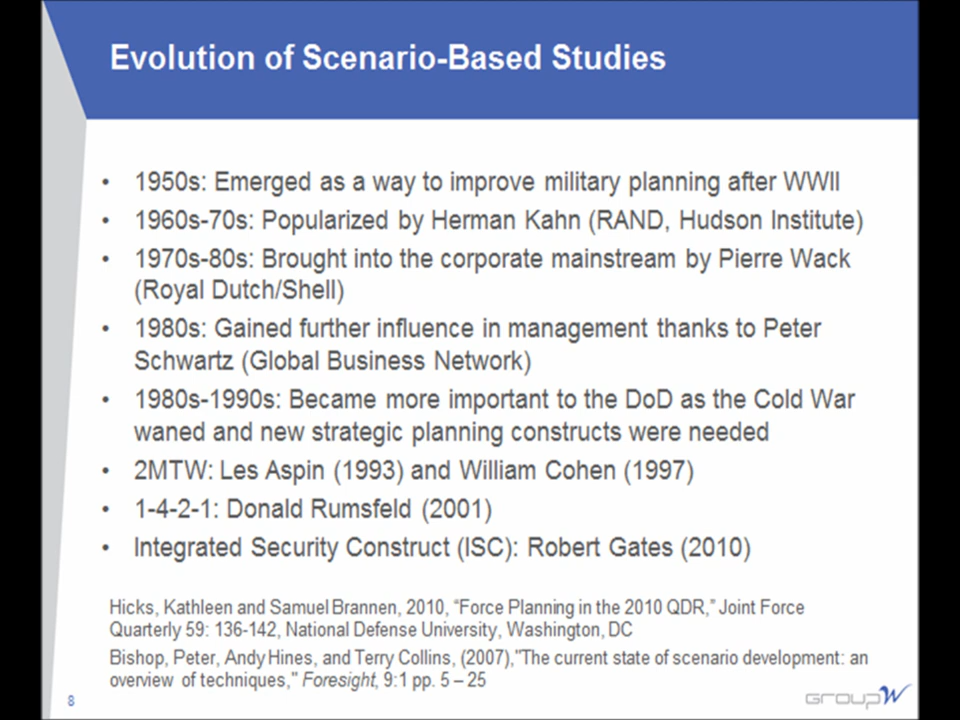 Evolution of Scenario-Based Studies
• 1950s: Emerged as a way to improve military planning after WWII
• 1960s-70s: Popularized by Herman Kahn (RAND, Hudson Institute)
• 1970s-80s: Brought into the corporate mainstream by Pierre Wack
(Royal Dutch/Shell)
• 1980s: Gained further influence in management thanks to Peter
Schwartz (Global Business Network)
• 1980s-1990s: Became more important to the DoD as the Cold War
waned and new strategic planning constructs were needed
• 2MTW: Les Aspin (1993) and William Cohen (1997)
• 1-4-2-1: Donald Rumsfeld (2001)
• Integrated Security Construct (ISC): Robert Gates (2010)
Hicks, Kathleen and Samuel Brannen, 2010, “Force Planning in the 2010 QDR,” Joint Force
Quarterly 59: 136-142, National Defense University, Washington, DC
Bishop, Peter, Andy Hines, and Terry Collins, (2007),"The current state of scenario development: an
overview of techniques," Foresight, 9:1 pp. 5 – 25
8
GROUPW